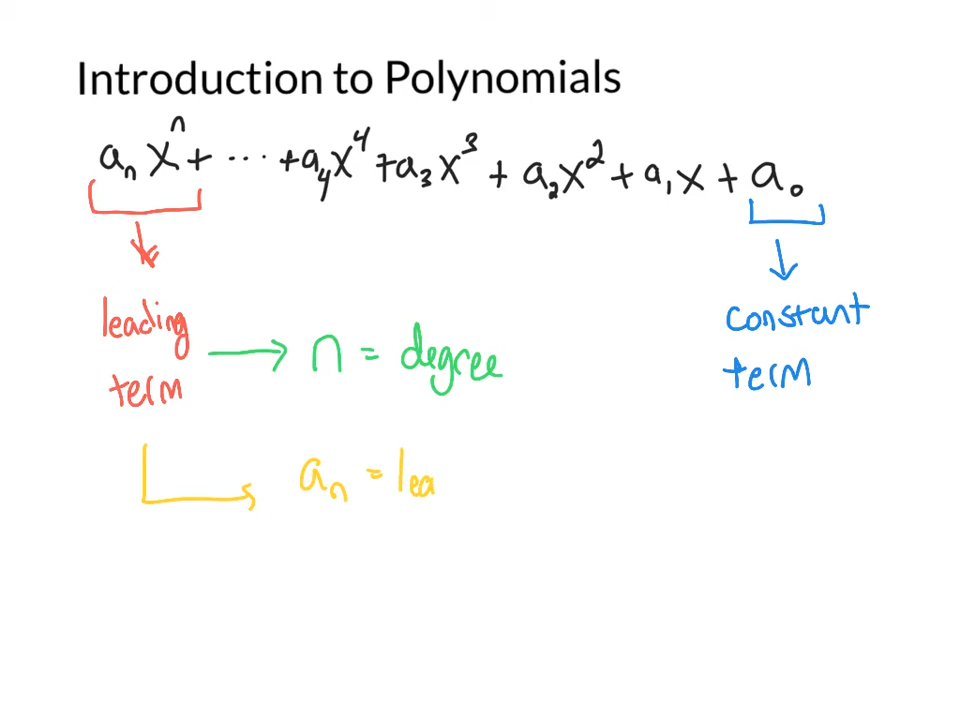 Introduction to Polynomials
aₙxⁿ + ··· + a₄x⁴ + a₃x³ + a₂x² + a₁x + a₀
leading
term
→ n = degree
constant
term
aₙ = lea